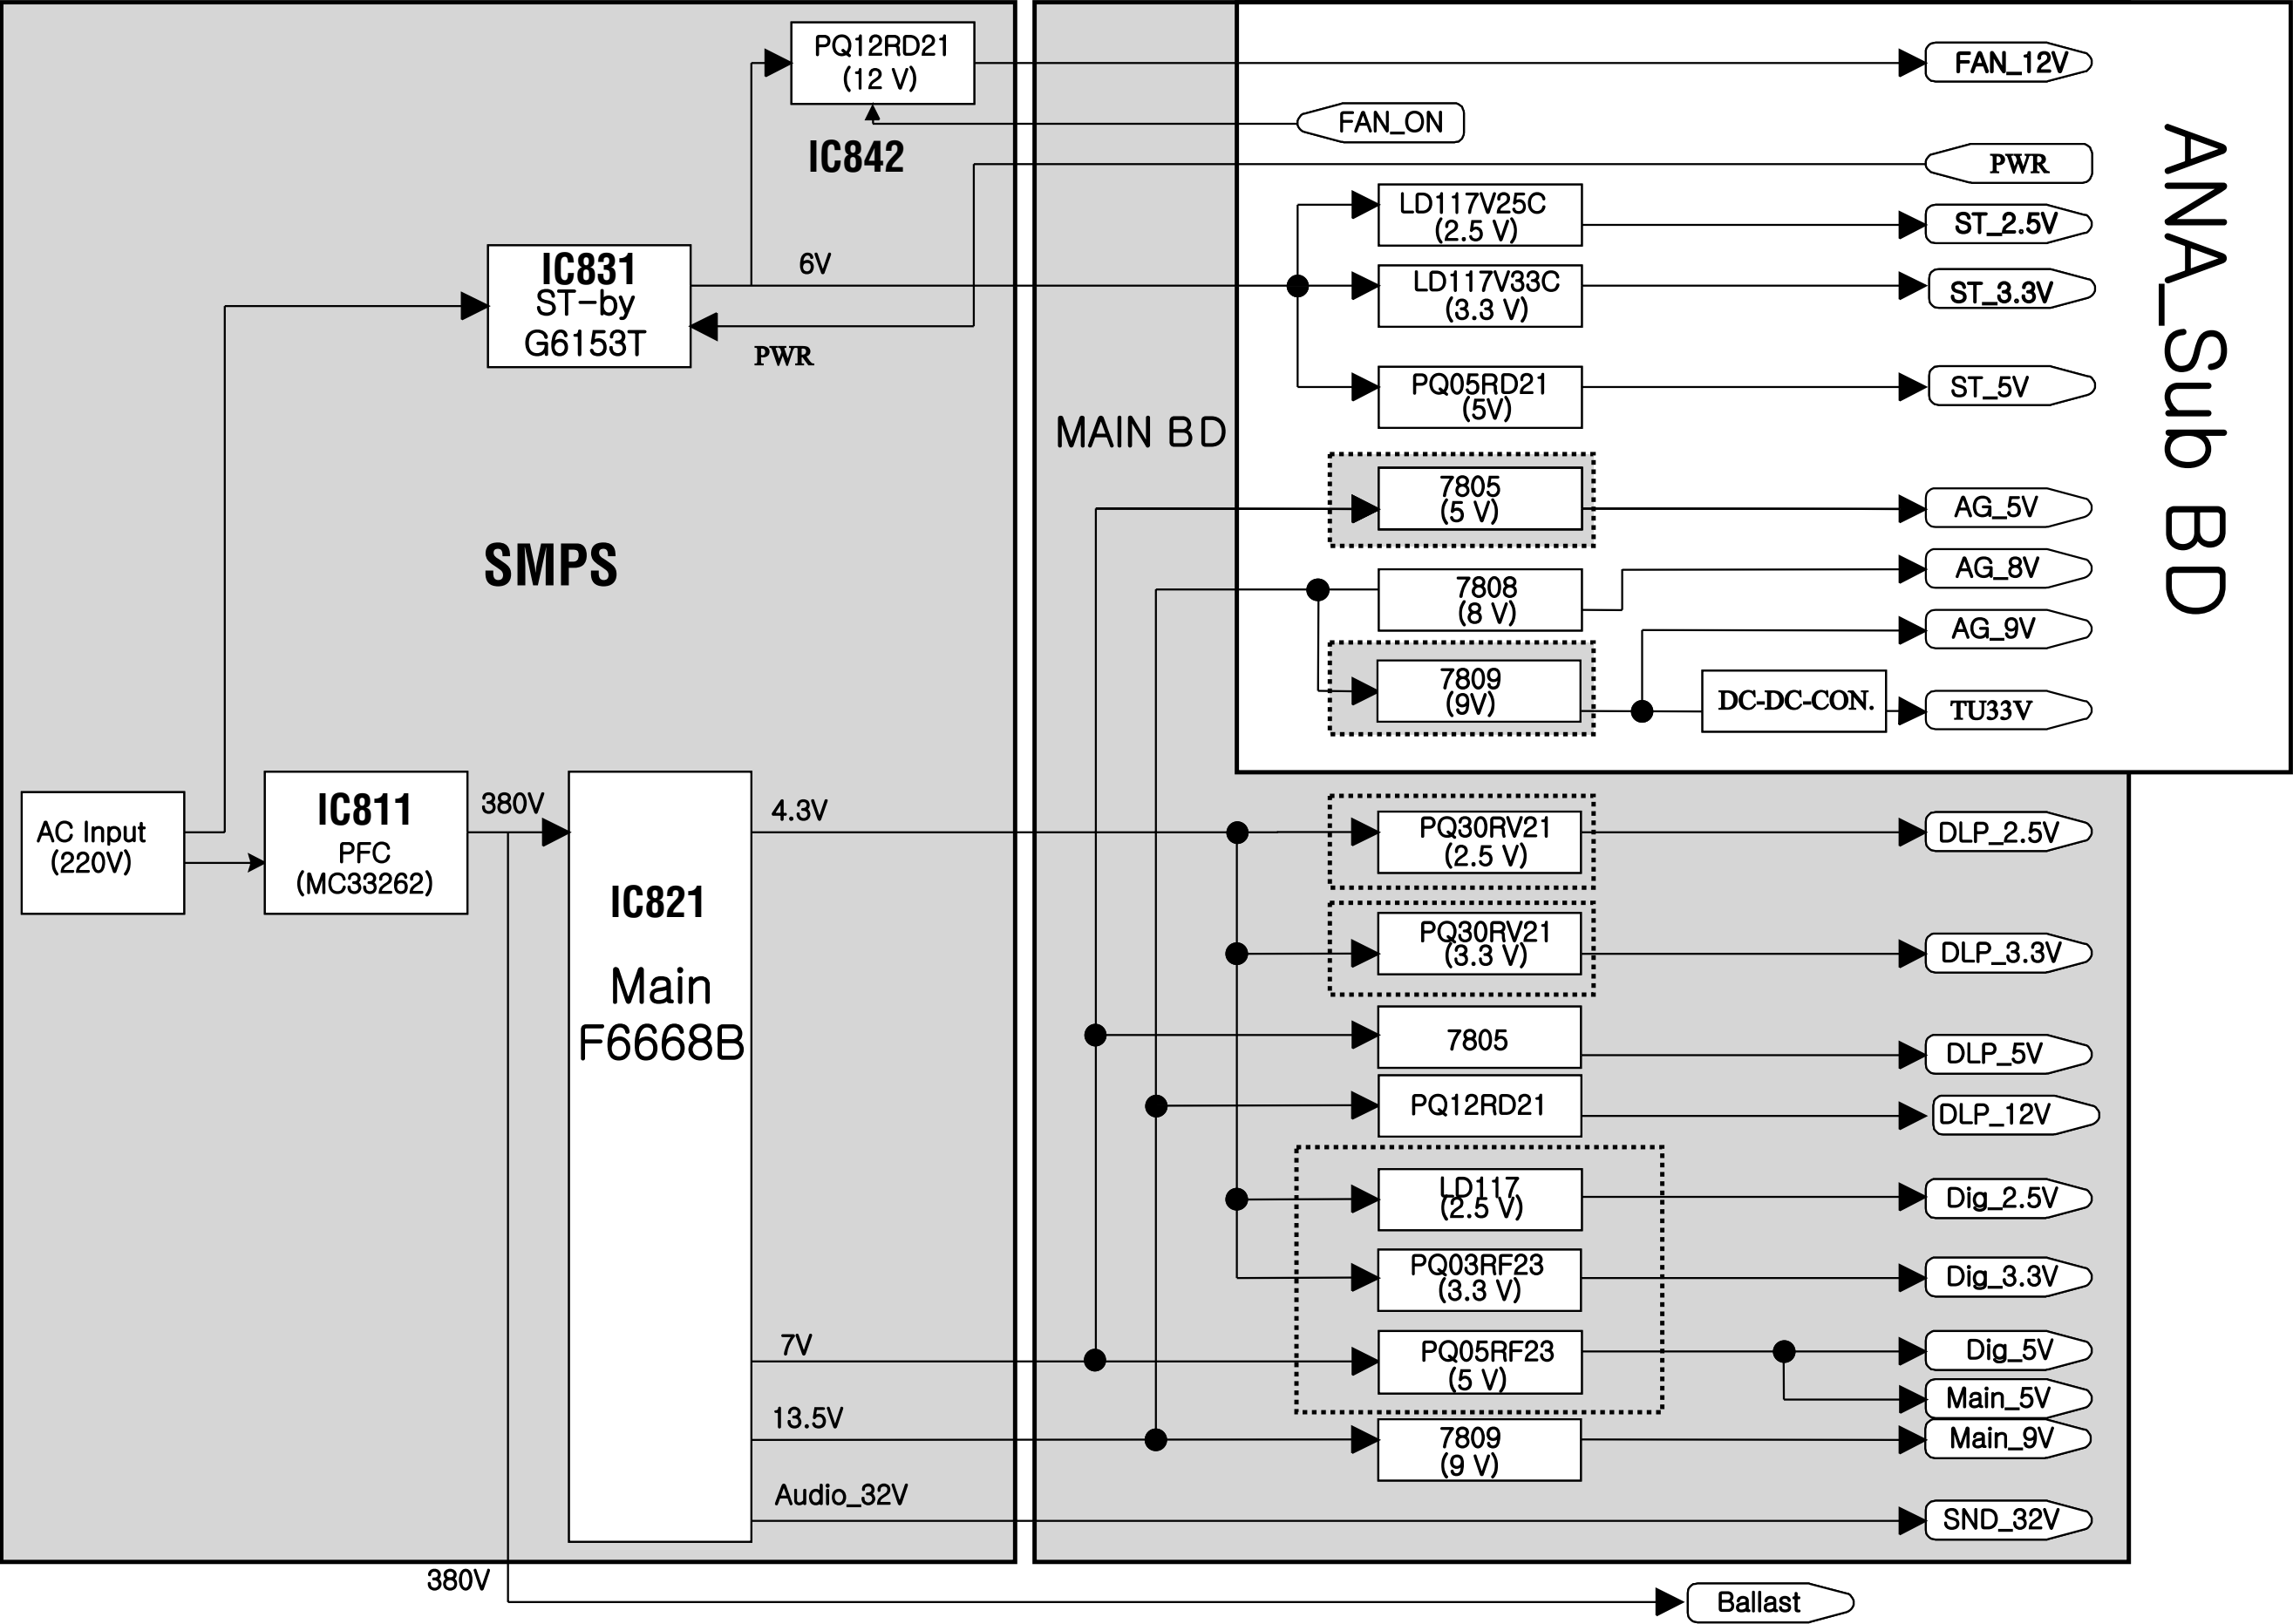 PQ12RD21
(12 V)
FAN_12V
FAN_ON
IC842
PWR
LD117V25C
(2.5 V)
ST_2.5V
IC831
ST-by
G6153T
6V
LD117V33C
(3.3 V)
ST_3.3V
PWR
PQ05RD21
(5V)
ST_5V
ANA_Sub BD
MAIN BD
7805
(5 V)
AG_5V
SMPS
7808
(8 V)
AG_8V
AG_9V
7809
(9V)
DC-DC-CON.
TU33V
AC Input
(220V)
IC811
PFC
(MC33262)
380V
IC821
Main
F6668B
4.3V
PQ30RV21
(2.5 V)
DLP_2.5V
PQ30RV21
(3.3 V)
DLP_3.3V
7805
DLP_5V
PQ12RD21
DLP_12V
LD117
(2.5 V)
Dig_2.5V
PQ03RF23
(3.3 V)
Dig_3.3V
7V
PQ05RF23
(5 V)
Dig_5V
Main_5V
13.5V
7809
(9 V)
Main_9V
Audio_32V
SND_32V
380V
Ballast